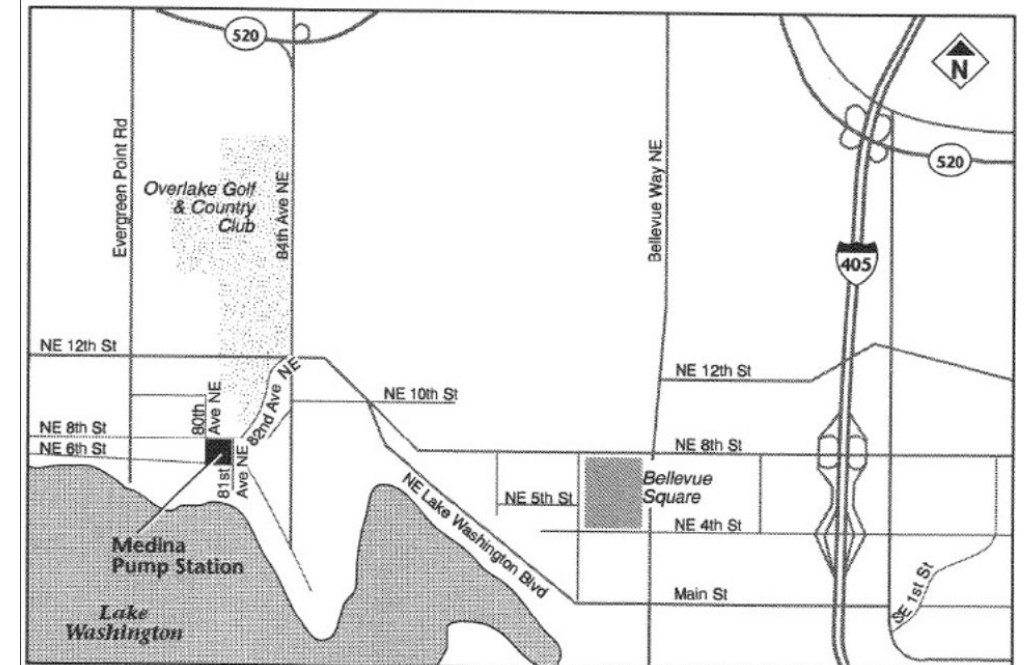 520
N
Evergreen Point Rd
Overlake Golf
& Country
Club
84th Ave NE
Bellevue Way NE
520
405
NE 12th St
NE 12th St
80th
Ave NE
82nd Ave NE
NE 10th St
NE 8th St
NE 6th St
81st
Ave NE
NE 8th St
Bellevue
Square
NE 5th St
NE 4th St
NE Lake Washington Blvd
Medina
Pump Station
Main St
SE 1st St
Lake
Washington